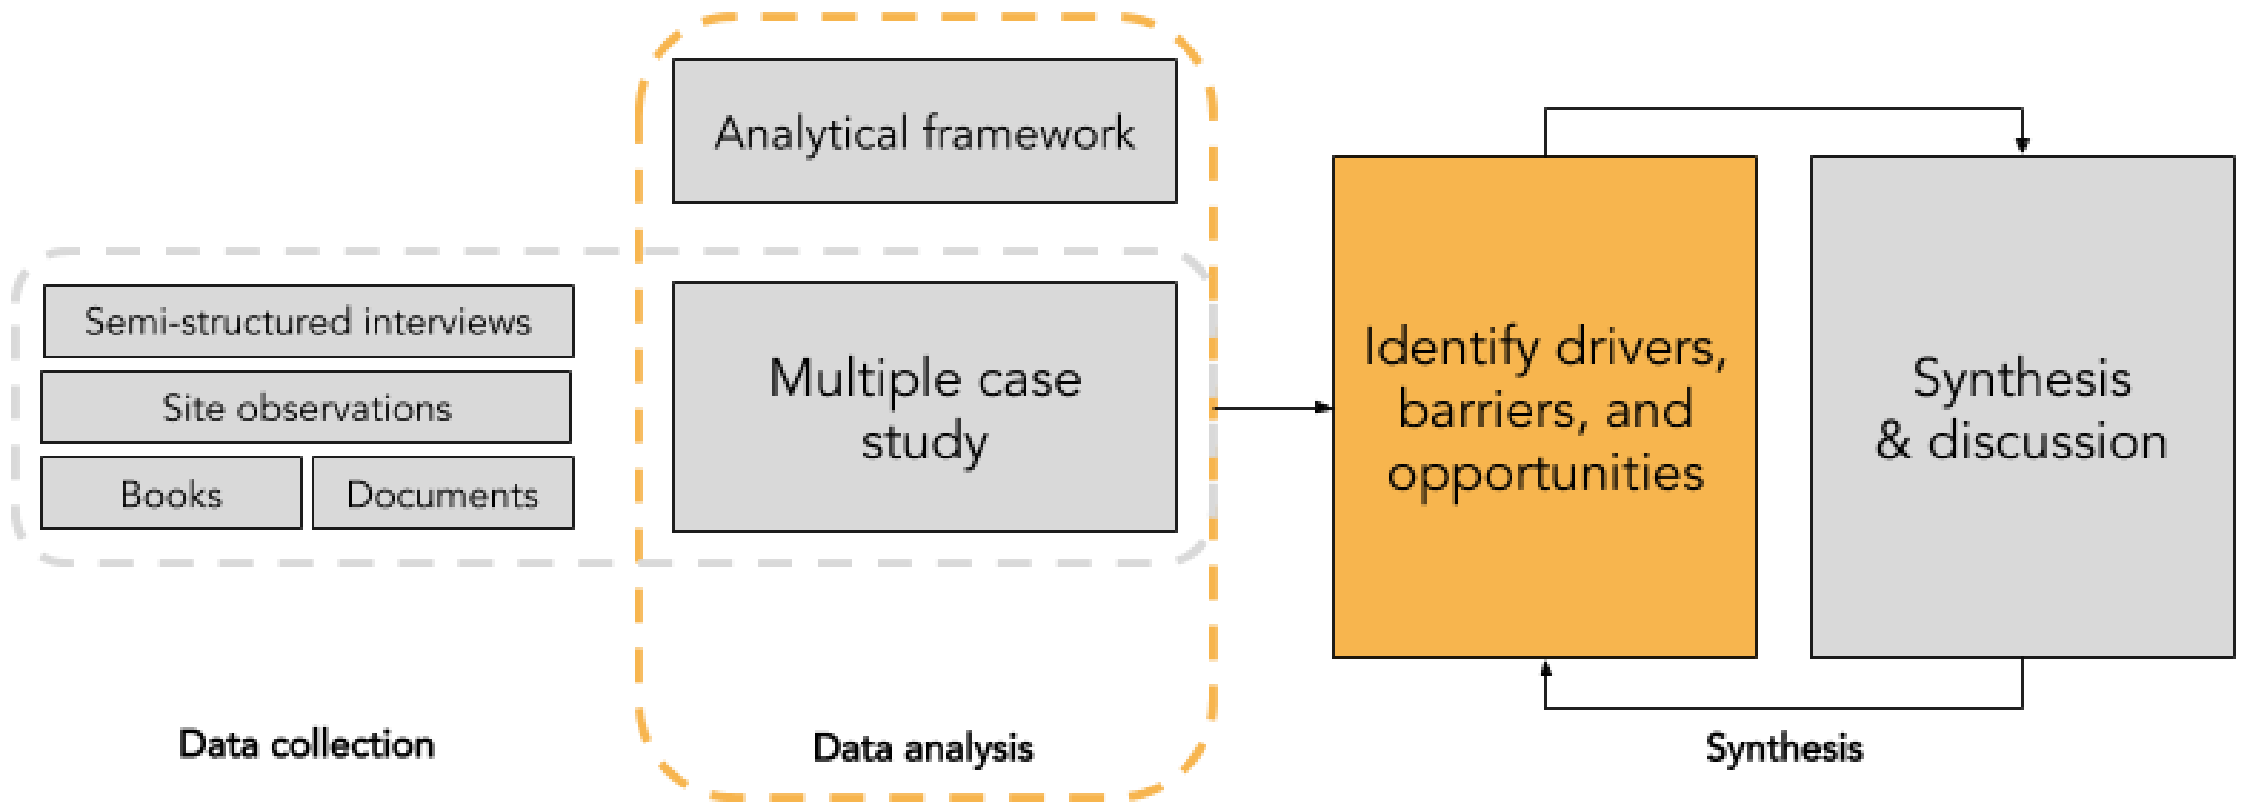 Analytical framework
Semi-structured interviews
Site observations
Books
Documents
Multiple case
study
Identify drivers,
barriers, and
opportunities
Synthesis
& discussion
Data collection
Data analysis
Synthesis